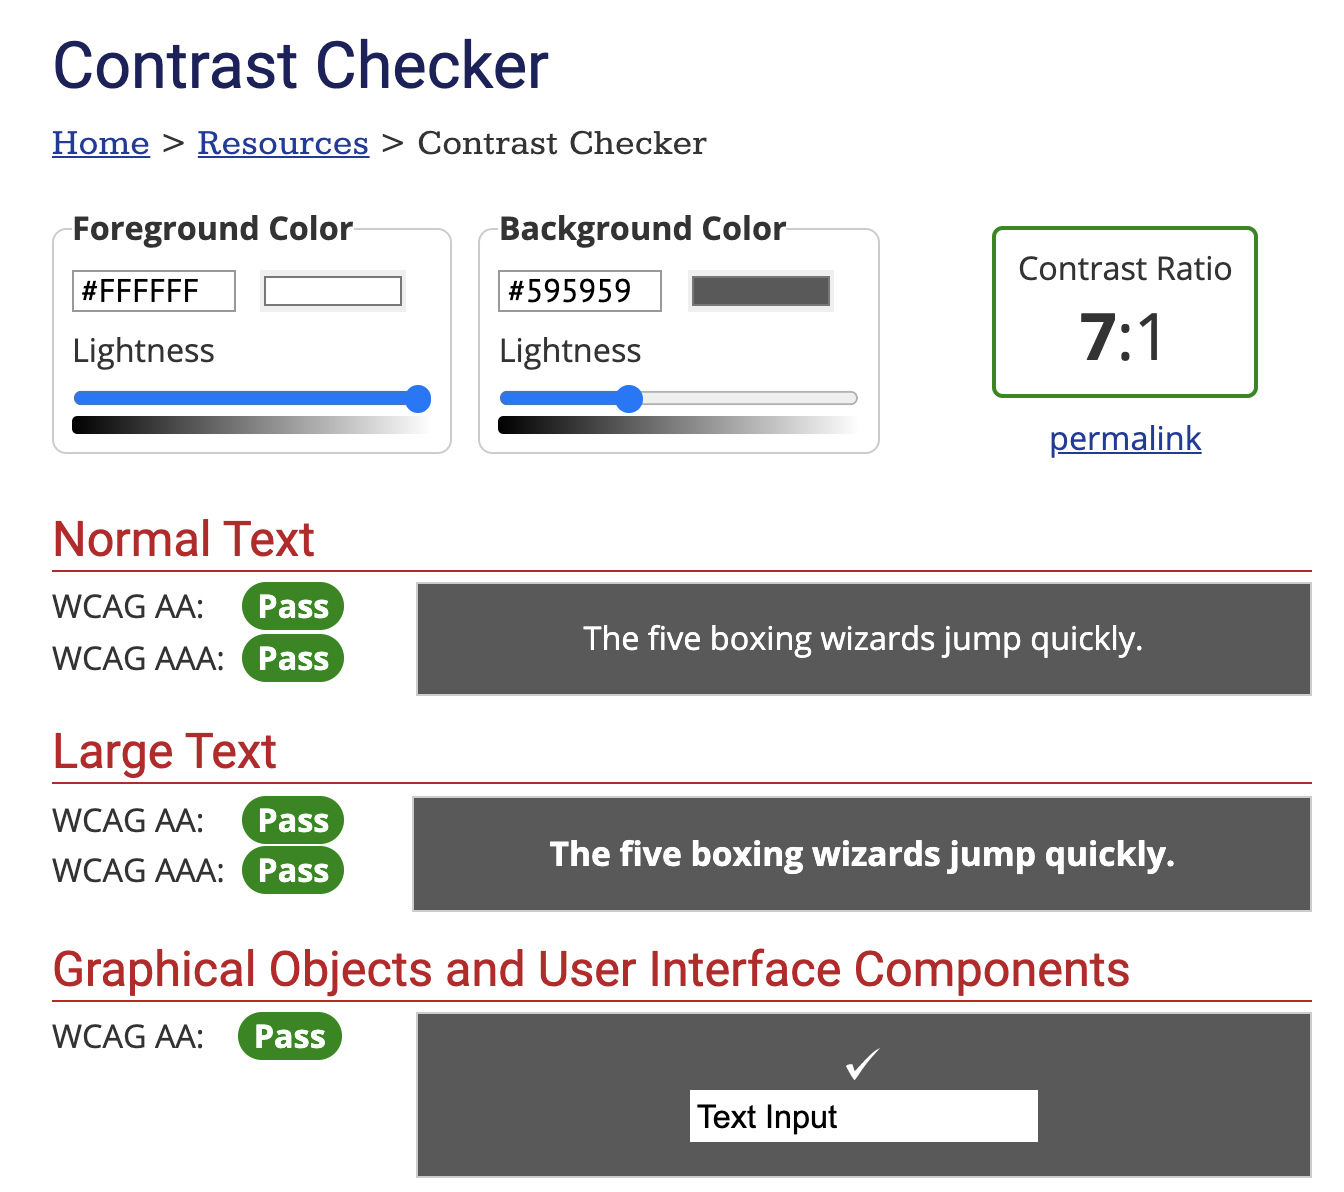 Contrast Checker
Home > Resources > Contrast Checker
Foreground Color
#FFFFFF
Lightness
Background Color
#595959
Lightness
Contrast Ratio
7:1
permalink
Normal Text
WCAG AA: Pass
WCAG AAA: Pass
The five boxing wizards jump quickly.
Large Text
WCAG AA: Pass
WCAG AAA: Pass
The five boxing wizards jump quickly.
Graphical Objects and User Interface Components
WCAG AA: Pass
✓
Text Input